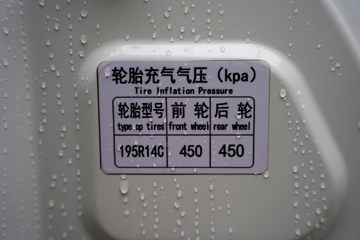 轮胎充气气压（kpa）
Tire Inflation Pressure
轮胎型号 前 轮 后 轮
type op tires front wheel rear wheel
195R14C 450 450